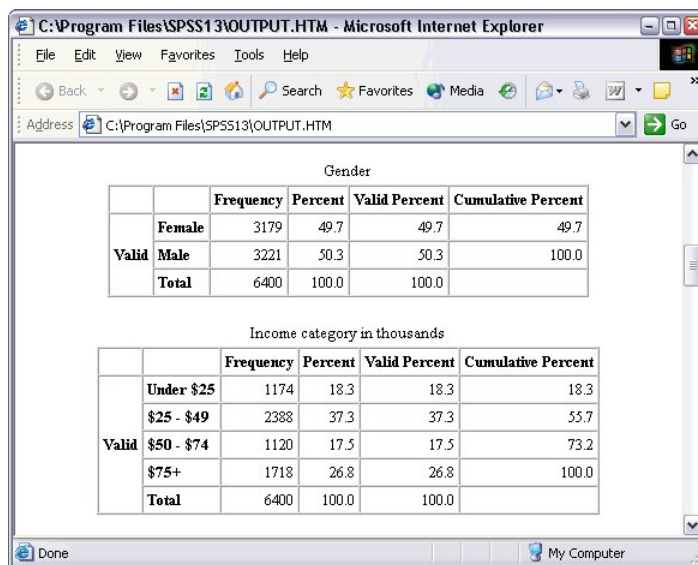 C:\Program Files\SPSS13\OUTPUT.HTM - Microsoft Internet Explorer
File Edit View Favorites Tools Help
Back Search Favorites Media W »
Address C:\Program Files\SPSS13\OUTPUT.HTM Go
Gender
Frequency Percent Valid Percent Cumulative Percent
Female 3179 49.7 49.7 49.7
Valid Male 3221 50.3 50.3 100.0
Total 6400 100.0 100.0
Income category in thousands
Frequency Percent Valid Percent Cumulative Percent
Under $25 1174 18.3 18.3 18.3
$25 - $49 2388 37.3 37.3 55.7
Valid $50 - $74 1120 17.5 17.5 73.2
$75+ 1718 26.8 26.8 100.0
Total 6400 100.0 100.0
Done My Computer